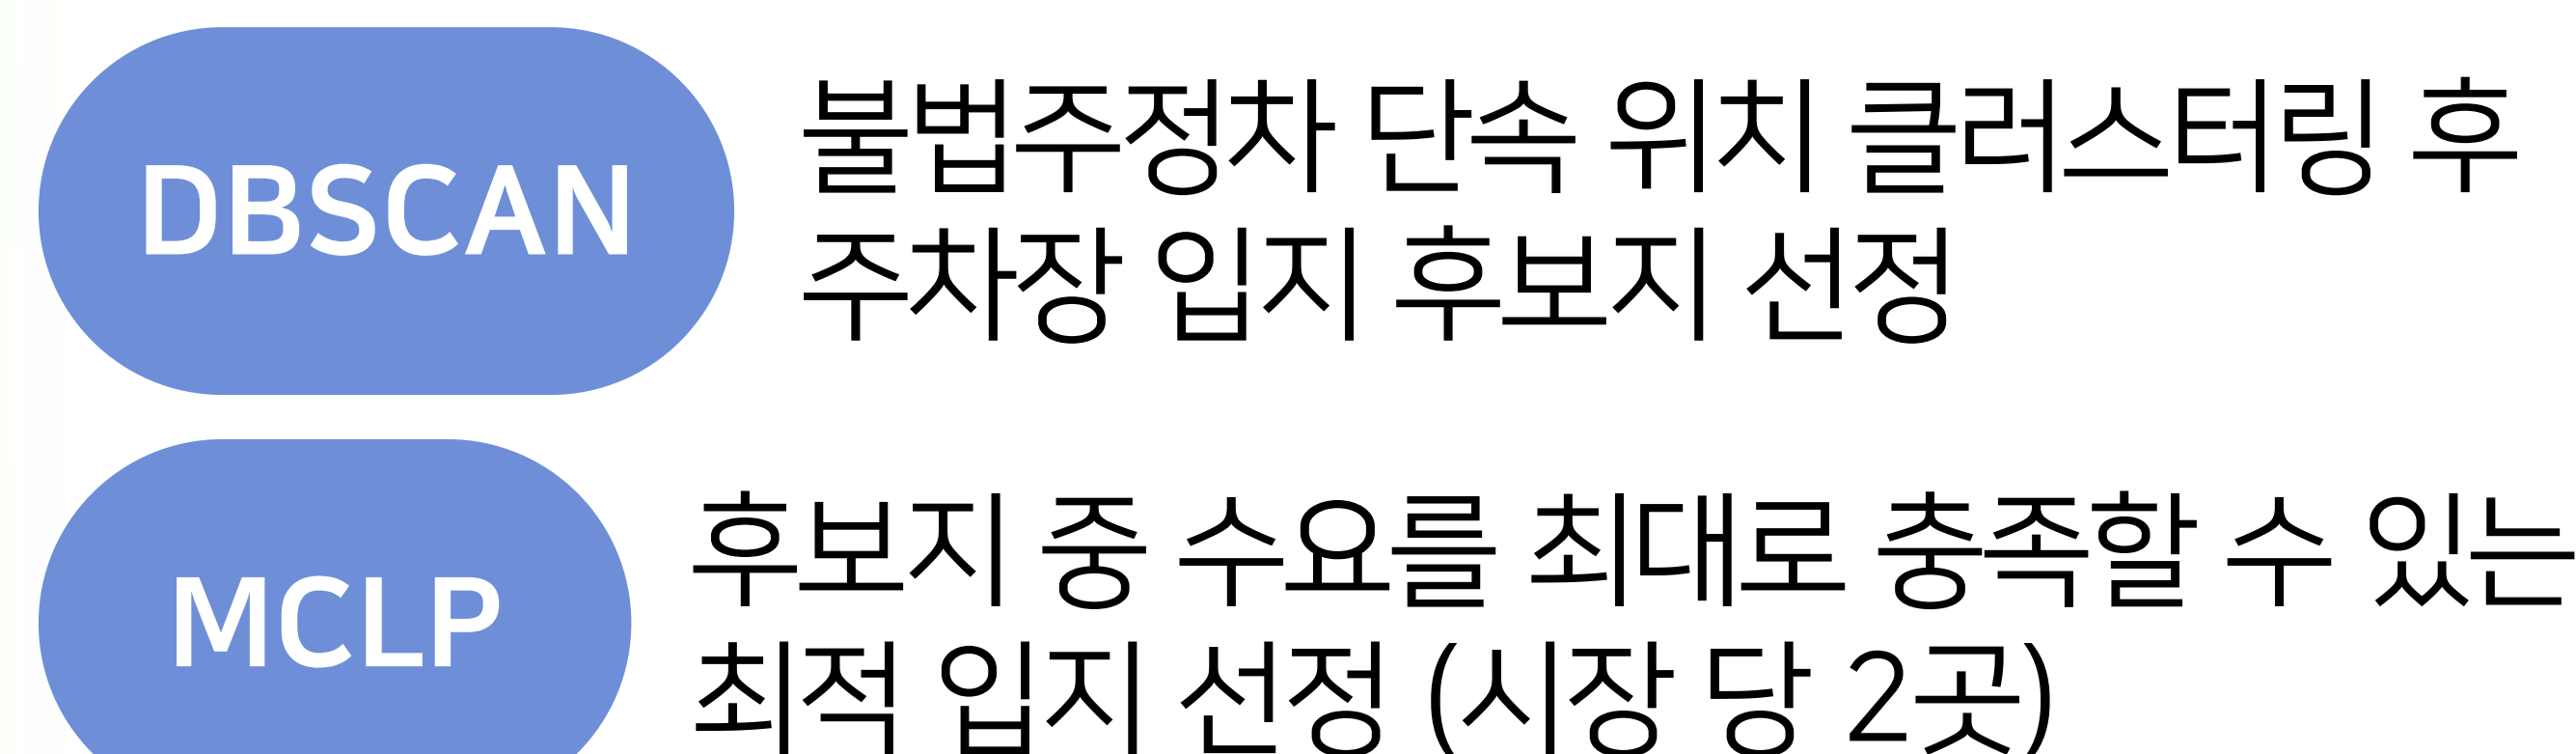 DBSCAN
불법주정차 단속 위치 클러스터링 후
주차장 입지 후보지 선정
MCLP
후보지 중 수요를 최대로 충족할 수 있는
최적 입지 선정 (시장 당 2곳)